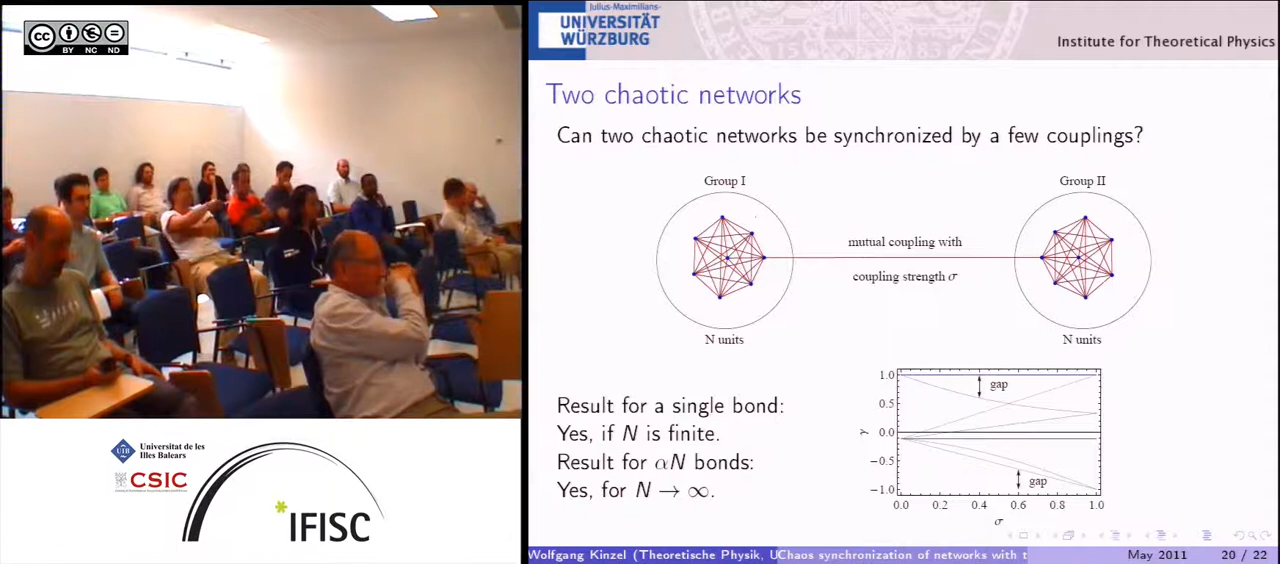 cc
BY NC ND
Universitat de les
Illes Balears
UIB
CSIC
IFISC
Julius-Maximilians-
UNIVERSITÄT
WÜRZBURG
Institute for Theoretical Physics
Two chaotic networks
Can two chaotic networks be synchronized by a few couplings?
Group I
Group II
mutual coupling with
coupling strength σ
N units
N units
Result for a single bond:
Yes, if N is finite.
Result for αN bonds:
Yes, for N → ∞.
1.0
0.5
0.0
−0.5
−1.0
γ
gap
gap
0.0 0.2 0.4 0.6 0.8 1.0
σ
Wolfgang Kinzel (Theoretische Physik, U
Chaos synchronization of networks with t
May 2011
20 / 22